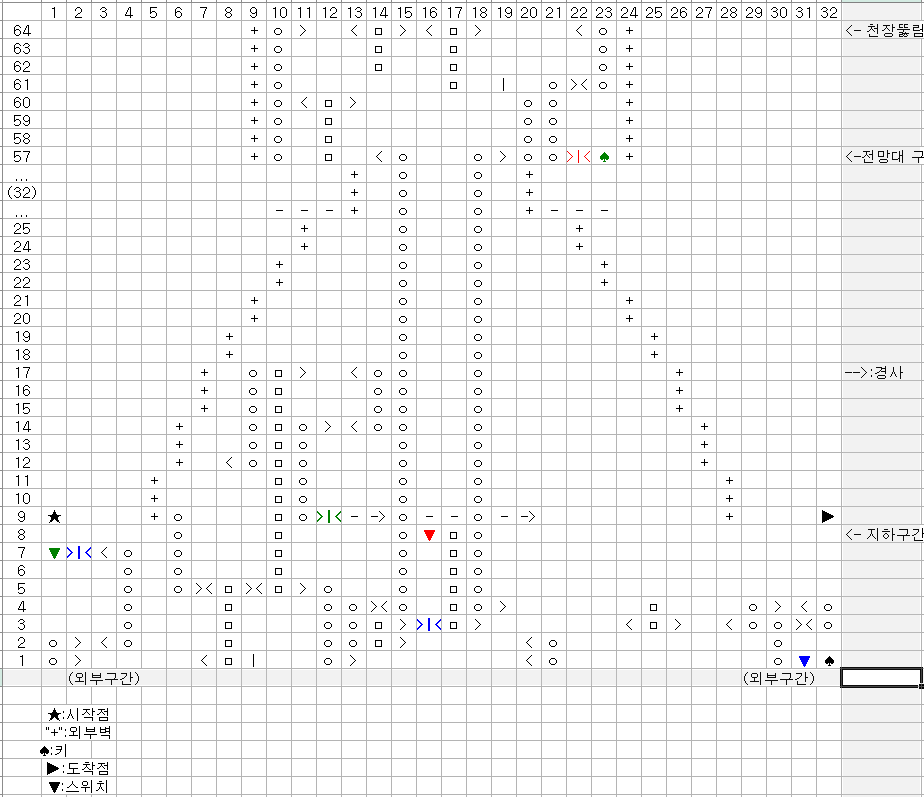 1 2 3 4 5 6 7 8 9 10 11 12 13 14 15 16 17 18 19 20 21 22 23 24 25 26 27 28 29 30 31 32
64 + ○ > < □ > < □ > < ○ + <- 천장뚫림
63 + ○ □ □ ○ +
62 + ○ □ □ ○ +
61 + ○ □ | ○ >< ○ +
60 + ○ < □ > ○ ○ +
59 + ○ □ ○ ○ +
58 + ○ □ ○ ○ +
57 + ○ □ < ○ ○ > ○ ○ >|< ♠ + <-전망대 구
... + ○ ○ +
(32) + ○ ○ +
... - - - + ○ ○ + - - -
25 + ○ ○ +
24 + ○ ○ +
23 + ○ ○ +
22 + ○ ○ +
21 + ○ ○ +
20 + ○ ○ +
19 + ○ ○ +
18 + ○ ○ +
17 + ○ □ > < ○ ○ ○ + -->:경사
16 + ○ □ ○ ○ ○ +
15 + ○ □ ○ ○ ○ +
14 + ○ □ ○ > < ○ ○ ○ +
13 + ○ □ ○ ○ ○ +
12 + < ○ □ ○ ○ ○ +
11 + □ ○ ○ ○ +
10 + □ ○ ○ ○ +
9 ★ + ○ □ ○ >|< - -> ○ - - ○ - -> + ▶
8 ○ □ ○ ▼ □ ○ <- 지하구간
7 ▼ >|< < ○ ○ □ ○ □ ○
6 ○ ○ □ ○ □ ○
5 ○ ○ >< □ >< □ > ○ ○ □ ○
4 ○ □ ○ ○ >< ○ □ ○ > □ ○ > < ○
3 ○ □ ○ ○ □ > >|< □ > < □ > < ○ >< ○
2 ○ > < ○ □ ○ ○ □ > < ○ ○
1 ○ > < □ | ○ > < ○ ○ ▼ ♠
(외부구간) (외부구간)
★:시작점
"+":외부벽
♠:키
▶:도착점
▼:스위치